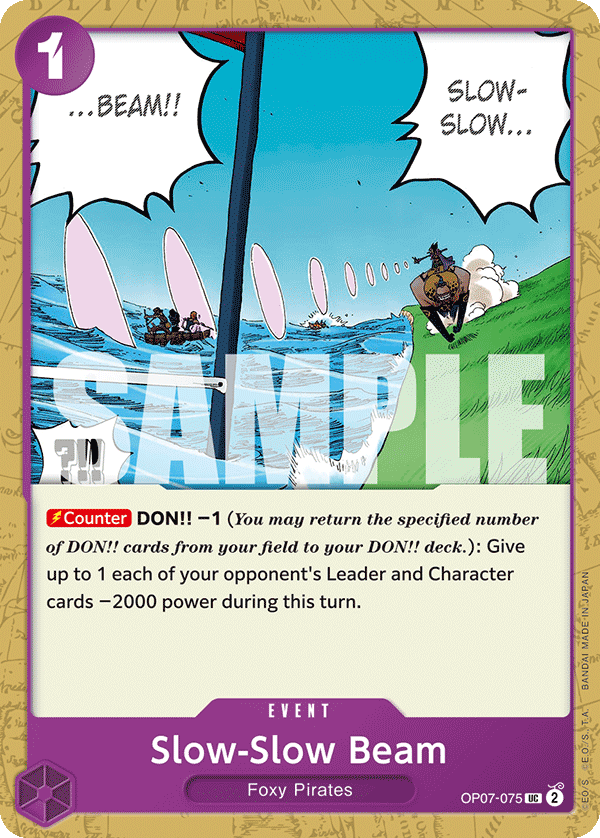 1
...BEAM!!
SLOW-
SLOW...
SAMPLE
?!!
Counter DON!! −1 (You may return the specified number
of DON!! cards from your field to your DON!! deck.): Give
up to 1 each of your opponent's Leader and Character
cards −2000 power during this turn.
EVENT
Slow-Slow Beam
Foxy Pirates
OP07-075 UC 2
BANDAI MADE IN JAPAN